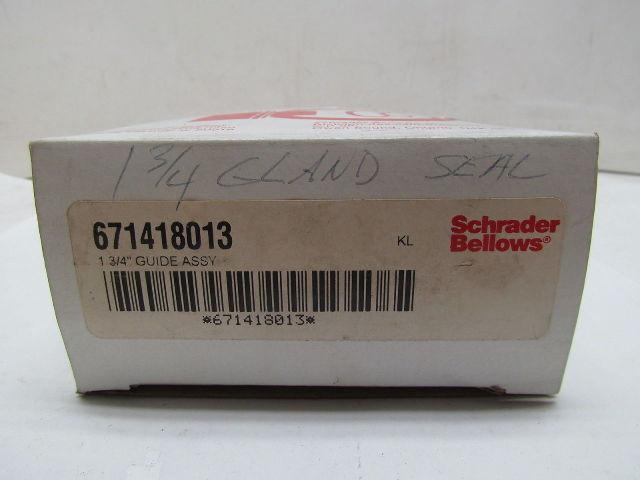 1 3/4 GLAND SEAL
671418013
KL
Schrader
Bellows®
1 3/4" GUIDE ASSY
*671418013*